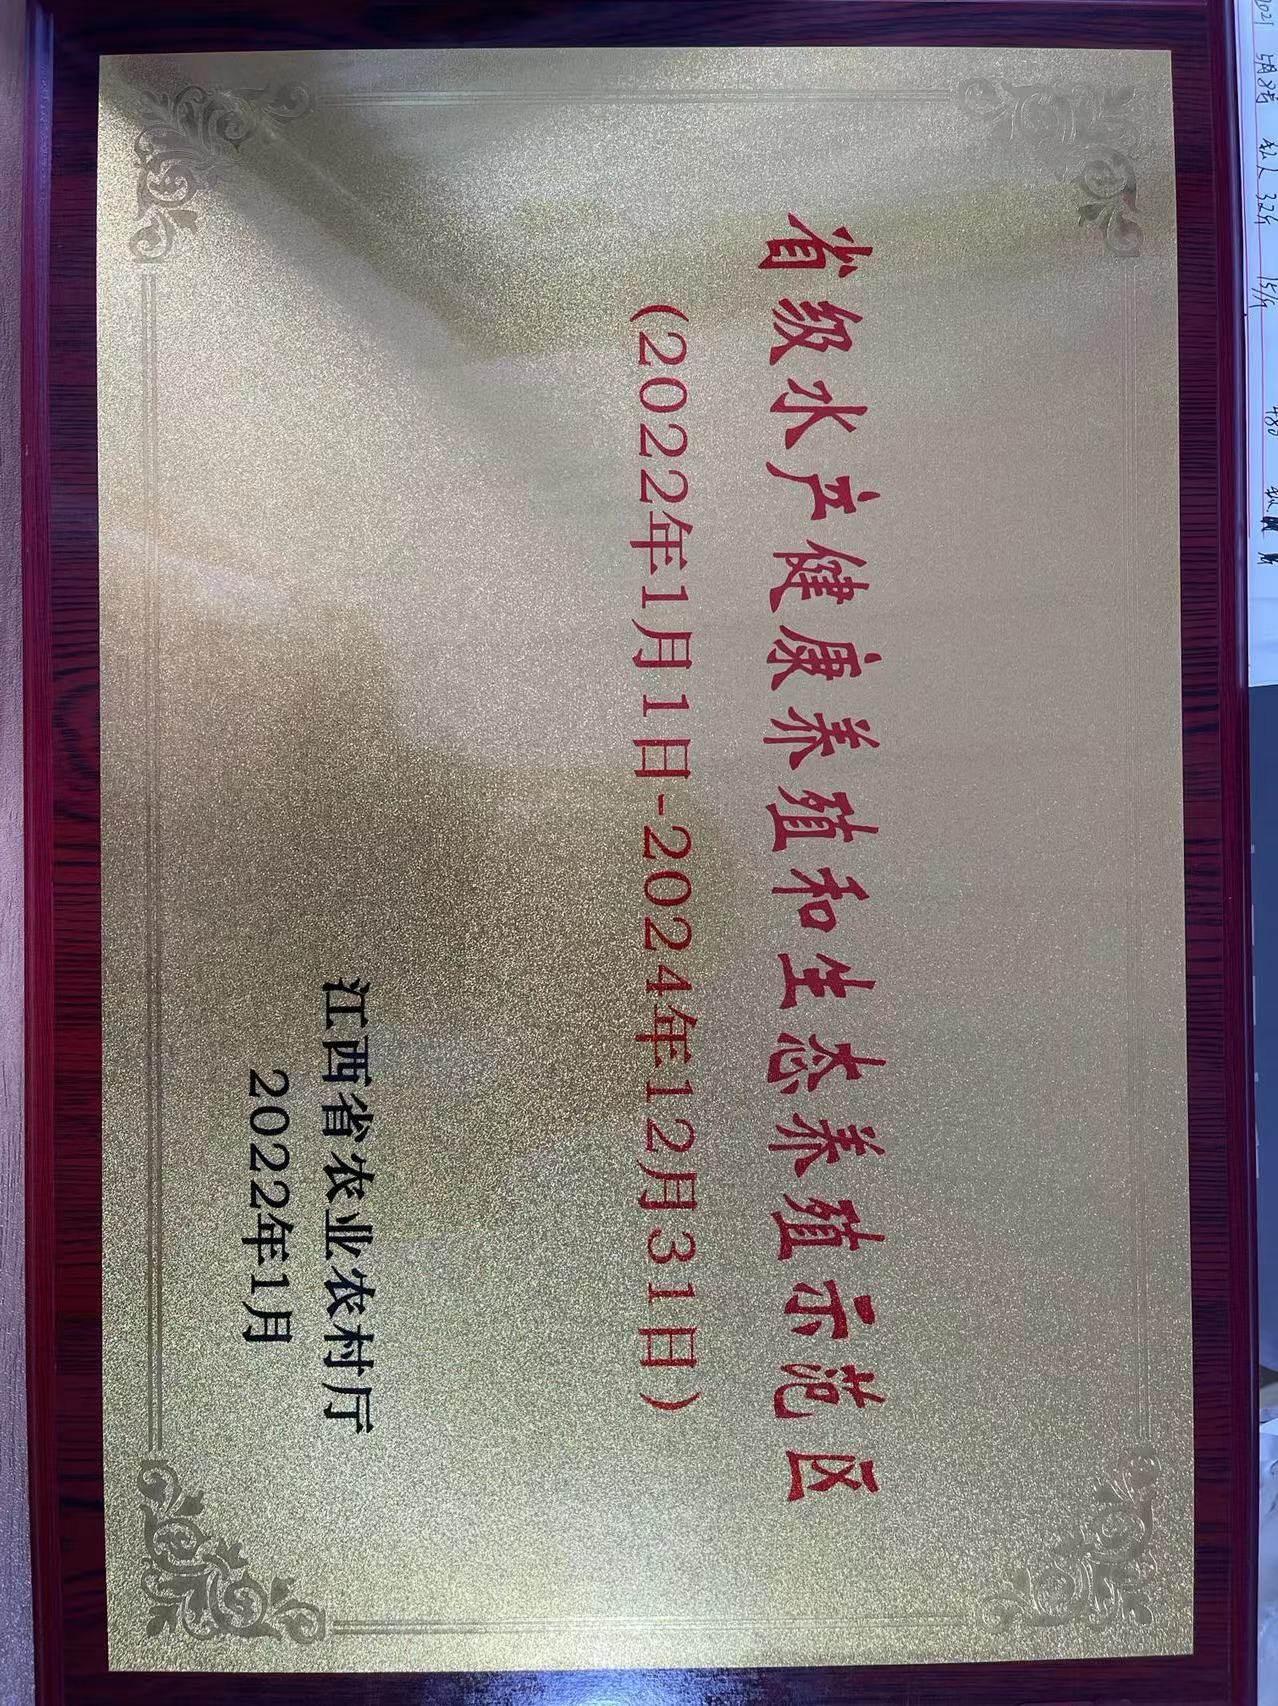 省级水产健康养殖和生态养殖示范区
(2022年1月1日-2024年12月31日)
江西省农业农村厅
2022年1月